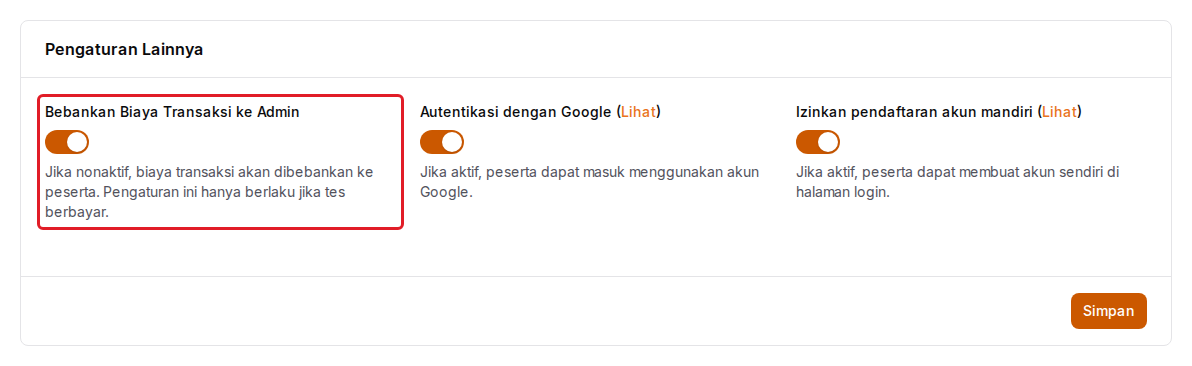 Pengaturan Lainnya
Bebankan Biaya Transaksi ke Admin
Jika nonaktif, biaya transaksi akan dibebankan ke
peserta. Pengaturan ini hanya berlaku jika tes
berbayar.
Autentikasi dengan Google (Lihat)
Jika aktif, peserta dapat masuk menggunakan akun
Google.
Izinkan pendaftaran akun mandiri (Lihat)
Jika aktif, peserta dapat membuat akun sendiri di
halaman login.
Simpan